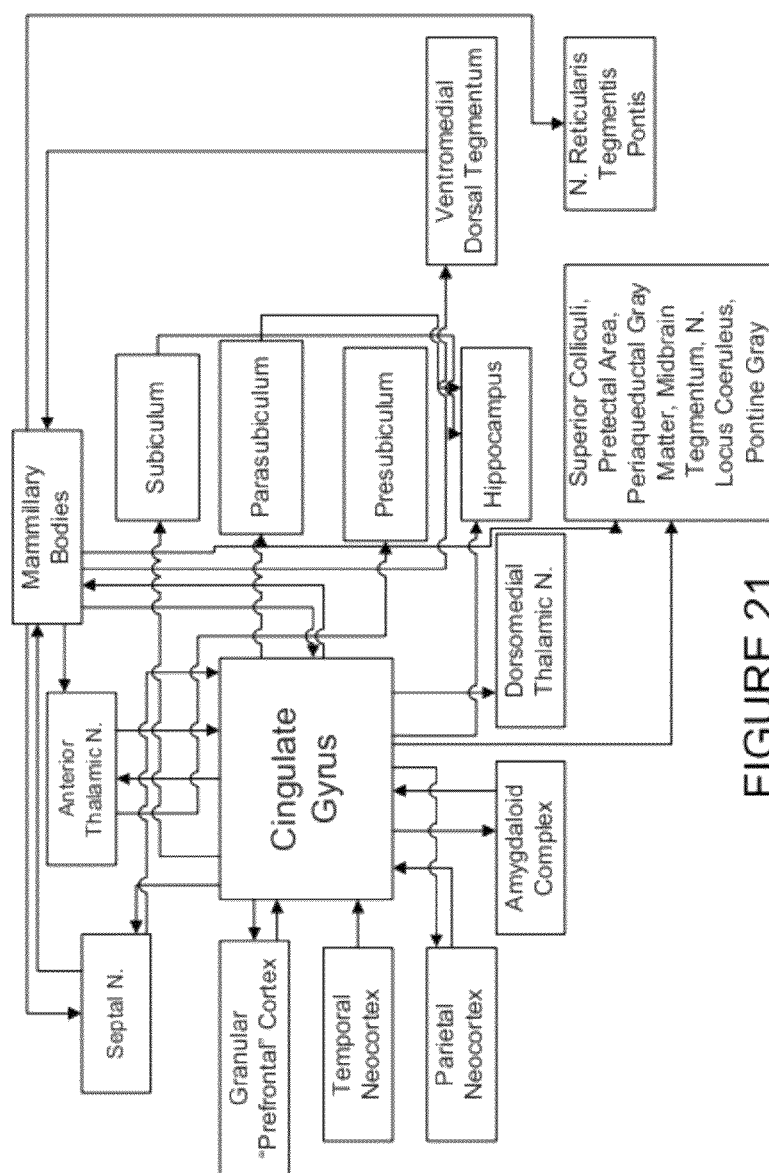 Mammillary
Bodies
Anterior
Thalamic N.
Septal N.
Subiculum
Parasubiculum
Presubiculum
Hippocampus
Ventromedial
Dorsal Tegmentum
N. Reticularis
Tegmentis
Pontis
Superior Colliculi,
Pretectal Area,
Periaqueductal Gray
Matter, Midbrain
Tegmentum, N.
Locus Coeruleus,
Pontine Gray
Cingulate
Gyrus
Granular
"Prefrontal" Cortex
Temporal
Neocortex
Parietal
Neocortex
Amygdaloid
Complex
Dorsomedial
Thalamic N.
FIGURE 21